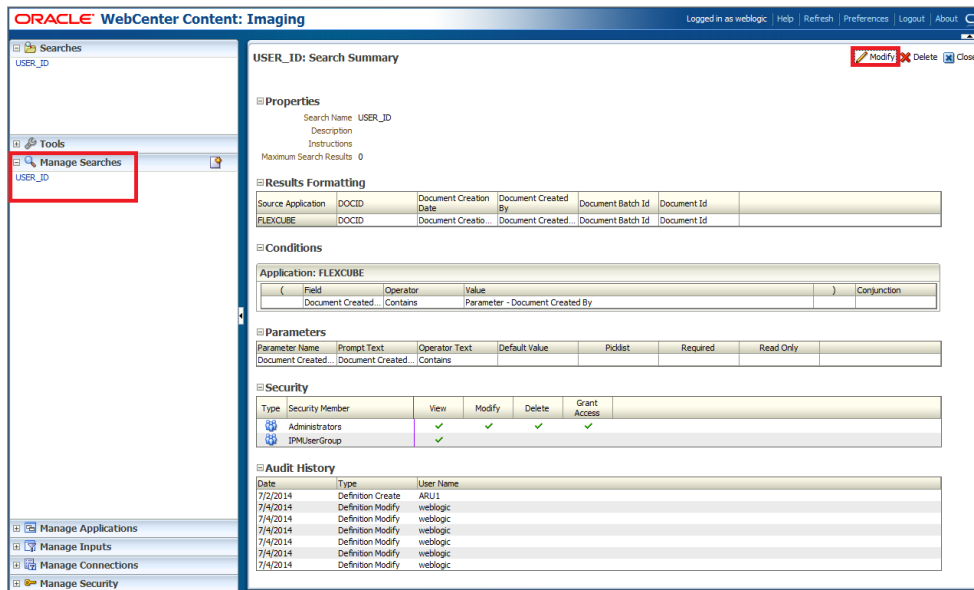 ORACLE WebCenter Content: Imaging
Logged in as weblogic Help Refresh Preferences Logout About
Searches
USER_ID
Tools
Manage Searches
USER_ID
Manage Applications
Manage Inputs
Manage Connections
Manage Security
USER_ID: Search Summary
Modify Delete Close
Properties
Search Name USER_ID
Description
Instructions
Maximum Search Results 0
Results Formatting
Source Application DOCID Document Creation Date Document Created By Document Batch Id Document Id
FLEXCUBE DOCID Document Creatio... Document Created... Document Batch Id Document Id
Conditions
Application: FLEXCUBE
( Field Operator Value ) Conjunction
Document Created... Contains Parameter - Document Created By
Parameters
Parameter Name Prompt Text Operator Text Default Value Picklist Required Read Only
Document Created... Document Created... Contains
Security
Type Security Member View Modify Delete Grant Access
Administrators
IPMUserGroup
Audit History
Date Type User Name
7/2/2014 Definition Create ARU1
7/4/2014 Definition Modify weblogic
7/4/2014 Definition Modify weblogic
7/4/2014 Definition Modify weblogic
7/4/2014 Definition Modify weblogic
7/4/2014 Definition Modify weblogic
7/4/2014 Definition Modify weblogic